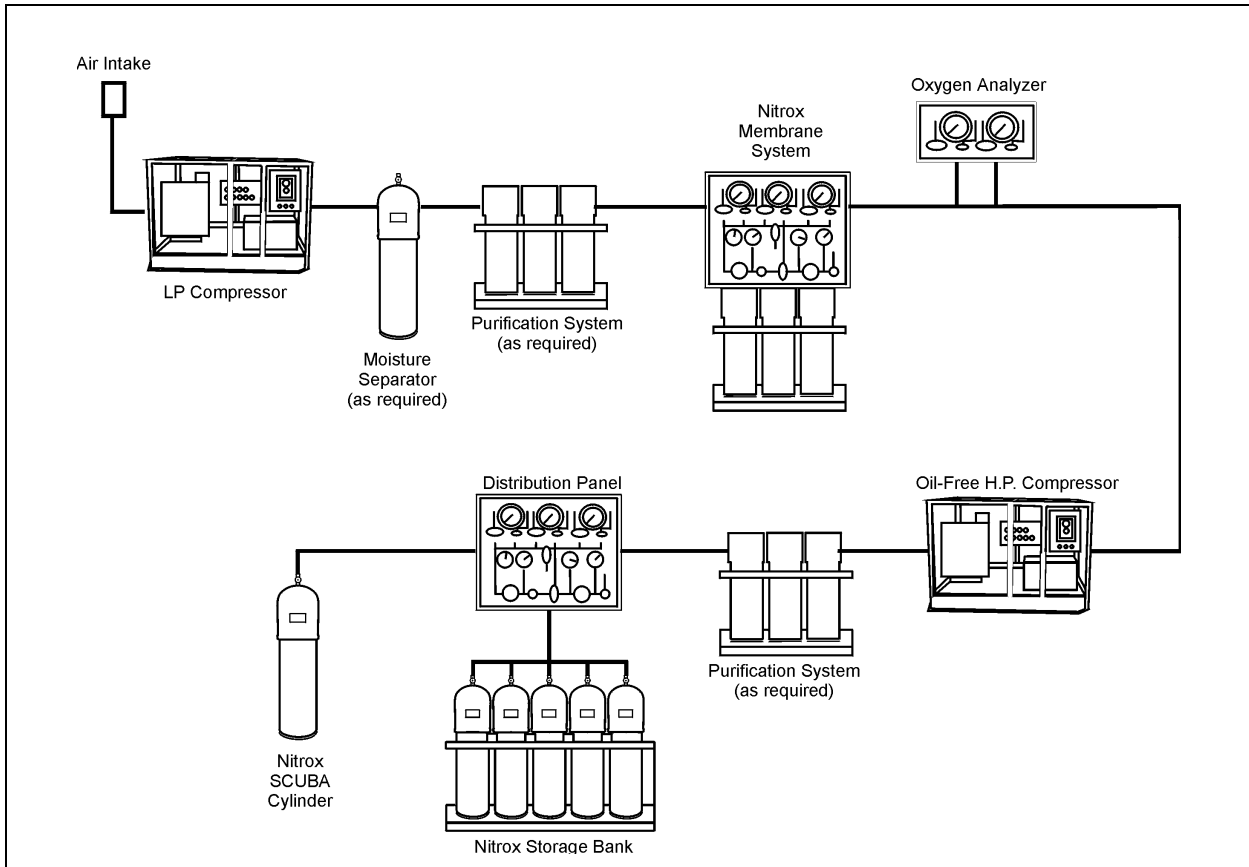 Air Intake
LP Compressor
Moisture
Separator
(as required)
Purification System
(as required)
Nitrox
Membrane
System
Oxygen Analyzer
Oil-Free H.P. Compressor
Purification System
(as required)
Distribution Panel
Nitrox Storage Bank
Nitrox
SCUBA
Cylinder